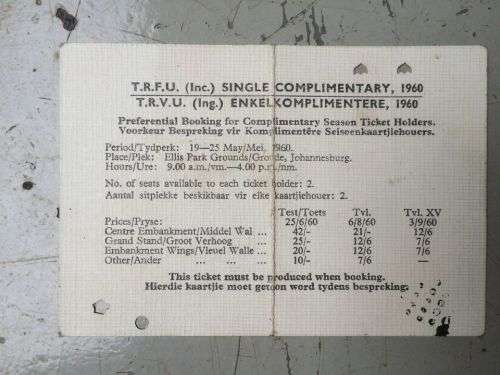 T.R.F.U. (Inc.) SINGLE COMPLIMENTARY, 1960
T.R.V.U. (Ing.) ENKELKOMPLIMENTERE, 1960
Preferential Booking for Complimentary Season Ticket Holders.
Voorkeur Bespreking vir Komplimentêre Seisoenkaartjiehouers.
Period/Tydperk: 19—25 May/Mei, 1960.
Place/Plek: Ellis Park Grounds/Gronde, Johannesburg.
Hours/Ure: 9.00 a.m./vm.—4.00 p.m./nm.
No. of seats available to each ticket holder: 2.
Aantal sitplekke beskikbaar vir elke kaartjiehouer: 2.
Test/Toets Tvl. Tvl. XV
Prices/Pryse: 25/6/60 6/8/60 3/9/60
Centre Embankment/Middel Wal ... 42/- 21/- 12/6
Grand Stand/Groot Verhoog ... 25/- 12/6 7/6
Embankment Wings/Vleuel Walle ... 20/- 12/6 7/6
Other/Ander ... ... ... 10/- 7/6 —
This ticket must be produced when booking.
Hierdie kaartjie moet getoon word tydens bespreking.